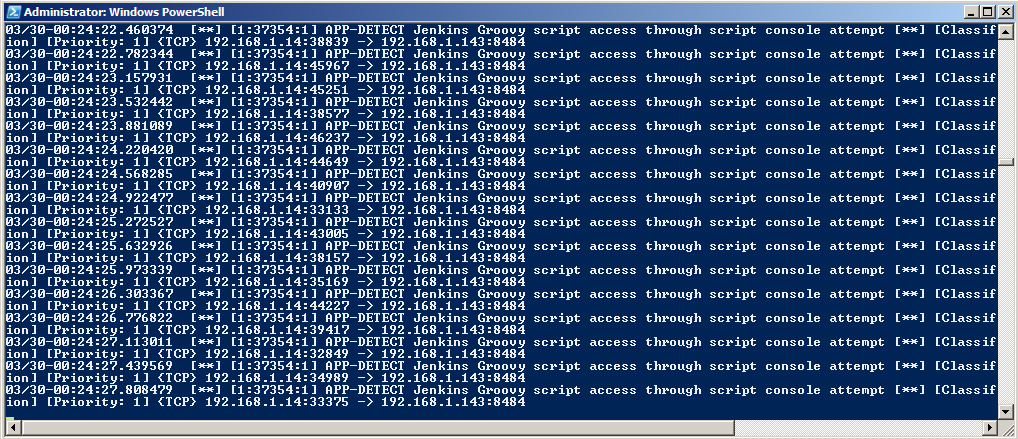 Administrator: Windows PowerShell
03/30-00:24:22.460374  [**] [1:37354:1] APP-DETECT Jenkins Groovy script access through script console attempt [**] [Classif
ion] [Priority: 1] {TCP} 192.168.1.14:38839 -> 192.168.1.143:8484
03/30-00:24:22.782344  [**] [1:37354:1] APP-DETECT Jenkins Groovy script access through script console attempt [**] [Classif
ion] [Priority: 1] {TCP} 192.168.1.14:45967 -> 192.168.1.143:8484
03/30-00:24:23.157931  [**] [1:37354:1] APP-DETECT Jenkins Groovy script access through script console attempt [**] [Classif
ion] [Priority: 1] {TCP} 192.168.1.14:45251 -> 192.168.1.143:8484
03/30-00:24:23.532442  [**] [1:37354:1] APP-DETECT Jenkins Groovy script access through script console attempt [**] [Classif
ion] [Priority: 1] {TCP} 192.168.1.14:38577 -> 192.168.1.143:8484
03/30-00:24:23.881089  [**] [1:37354:1] APP-DETECT Jenkins Groovy script access through script console attempt [**] [Classif
ion] [Priority: 1] {TCP} 192.168.1.14:46237 -> 192.168.1.143:8484
03/30-00:24:24.220420  [**] [1:37354:1] APP-DETECT Jenkins Groovy script access through script console attempt [**] [Classif
ion] [Priority: 1] {TCP} 192.168.1.14:44649 -> 192.168.1.143:8484
03/30-00:24:24.568285  [**] [1:37354:1] APP-DETECT Jenkins Groovy script access through script console attempt [**] [Classif
ion] [Priority: 1] {TCP} 192.168.1.14:40907 -> 192.168.1.143:8484
03/30-00:24:24.922477  [**] [1:37354:1] APP-DETECT Jenkins Groovy script access through script console attempt [**] [Classif
ion] [Priority: 1] {TCP} 192.168.1.14:33133 -> 192.168.1.143:8484
03/30-00:24:25.272527  [**] [1:37354:1] APP-DETECT Jenkins Groovy script access through script console attempt [**] [Classif
ion] [Priority: 1] {TCP} 192.168.1.14:43005 -> 192.168.1.143:8484
03/30-00:24:25.632926  [**] [1:37354:1] APP-DETECT Jenkins Groovy script access through script console attempt [**] [Classif
ion] [Priority: 1] {TCP} 192.168.1.14:38157 -> 192.168.1.143:8484
03/30-00:24:25.973339  [**] [1:37354:1] APP-DETECT Jenkins Groovy script access through script console attempt [**] [Classif
ion] [Priority: 1] {TCP} 192.168.1.14:35169 -> 192.168.1.143:8484
03/30-00:24:26.303367  [**] [1:37354:1] APP-DETECT Jenkins Groovy script access through script console attempt [**] [Classif
ion] [Priority: 1] {TCP} 192.168.1.14:44227 -> 192.168.1.143:8484
03/30-00:24:26.776822  [**] [1:37354:1] APP-DETECT Jenkins Groovy script access through script console attempt [**] [Classif
ion] [Priority: 1] {TCP} 192.168.1.14:39417 -> 192.168.1.143:8484
03/30-00:24:27.113011  [**] [1:37354:1] APP-DETECT Jenkins Groovy script access through script console attempt [**] [Classif
ion] [Priority: 1] {TCP} 192.168.1.14:32849 -> 192.168.1.143:8484
03/30-00:24:27.439569  [**] [1:37354:1] APP-DETECT Jenkins Groovy script access through script console attempt [**] [Classif
ion] [Priority: 1] {TCP} 192.168.1.14:34989 -> 192.168.1.143:8484
03/30-00:24:27.808479  [**] [1:37354:1] APP-DETECT Jenkins Groovy script access through script console attempt [**] [Classif
ion] [Priority: 1] {TCP} 192.168.1.14:33375 -> 192.168.1.143:8484